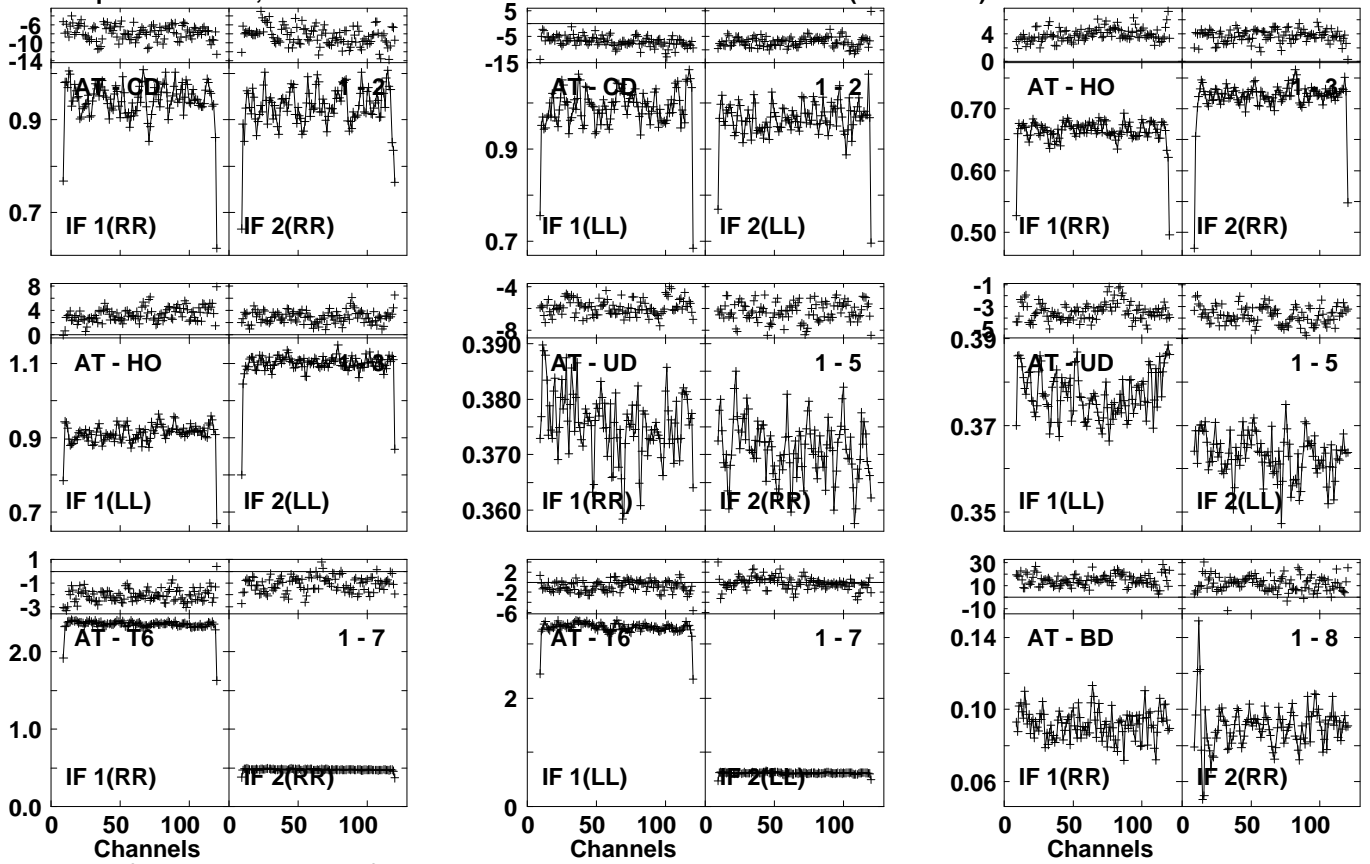 -6
-10
-14
AT - CD
1 - 2
0.9
0.7
IF 1(RR)
IF 2(RR)
5
-5
-15
AT - CD
1 - 2
0.9
0.7
IF 1(LL)
IF 2(LL)
4
0
AT - HO
1 - 3
0.70
0.60
0.50
IF 1(RR)
IF 2(RR)
8
4
0
AT - HO
1 - 3
1.1
0.9
0.7
IF 1(LL)
IF 2(LL)
-4
-8
0.390
AT - UD
1 - 5
0.380
0.370
0.360
IF 1(RR)
IF 2(RR)
-1
-3
-5
0.39
AT - UD
1 - 5
0.37
0.35
IF 1(LL)
IF 2(LL)
1
-1
-3
AT - T6
1 - 7
2.0
1.0
0.0
IF 1(RR)
IF 2(RR)
0 50 100 0 50 100
Channels
2
-2
-6
AT - T6
1 - 7
2
0
IF 1(LL)
IF 2(LL)
0 50 100 0 50 100
Channels
30
10
-10
AT - BD
1 - 8
0.14
0.10
0.06
IF 1(RR)
IF 2(RR)
0 50 100 0 50 100
Channels